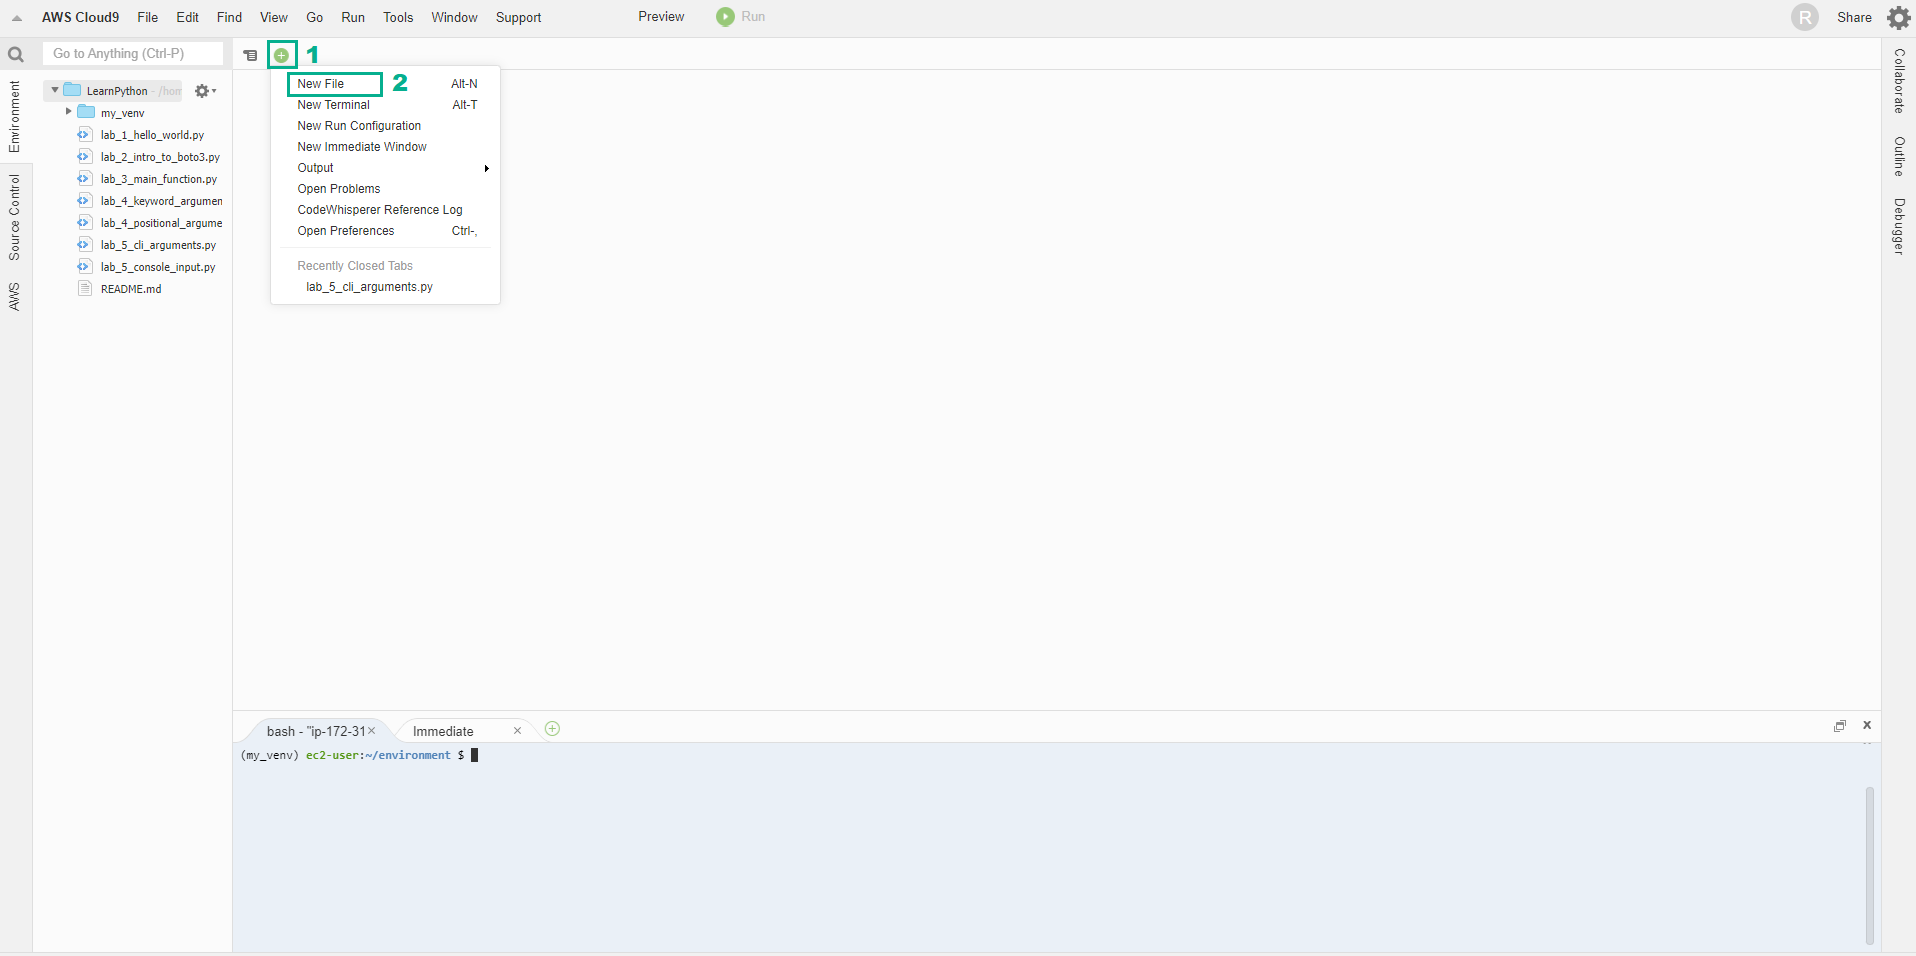 AWS Cloud9 File Edit Find View Go Run Tools Window Support Preview Run R Share
Go to Anything (Ctrl-P) 1
New File Alt-N 2
New Terminal Alt-T
New Run Configuration
New Immediate Window
Output
Open Problems
CodeWhisperer Reference Log
Open Preferences Ctrl-,
Recently Closed Tabs
lab_5_cli_arguments.py
Environment
Source Control
AWS
LearnPython - /hom
my_venv
lab_1_hello_world.py
lab_2_intro_to_boto3.py
lab_3_main_function.py
lab_4_keyword_argumen
lab_4_positional_argume
lab_5_cli_arguments.py
lab_5_console_input.py
README.md
Collaborate
Outline
Debugger
bash - "ip-172-31 Immediate
(my_venv) ec2-user:~/environment $